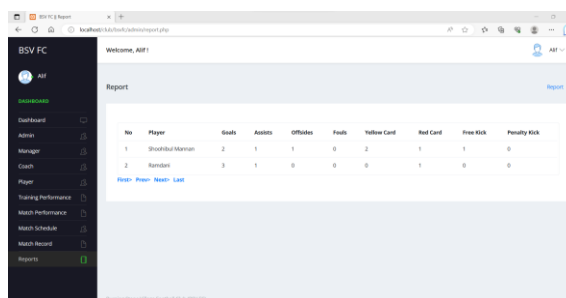 BSV FC || Report
BSV FC
Welcome, Alif !
Alif
Alif
Report
Report
DASHBOARD
Dashboard
Admin
Manager
Coach
Player
Training Performance
Match Performance
Match Schedule
Match Record
Reports
No Player Goals Assists Offsides Fouls Yellow Card Red Card Free Kick Penalty Kick
1 Shoohibul Mannan 2 1 1 0 2 1 1 0
2 Ramdani 3 1 0 0 0 1 0 0
First> Prev> Next> Last